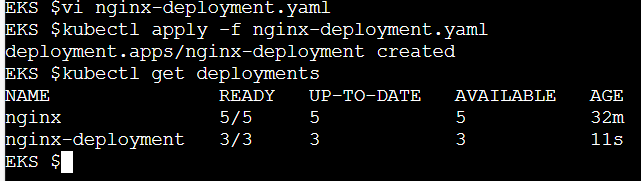 EKS $vi nginx-deployment.yaml
EKS $kubectl apply -f nginx-deployment.yaml
deployment.apps/nginx-deployment created
EKS $kubectl get deployments
NAME READY UP-TO-DATE AVAILABLE AGE
nginx 5/5 5 5 32m
nginx-deployment 3/3 3 3 11s
EKS $